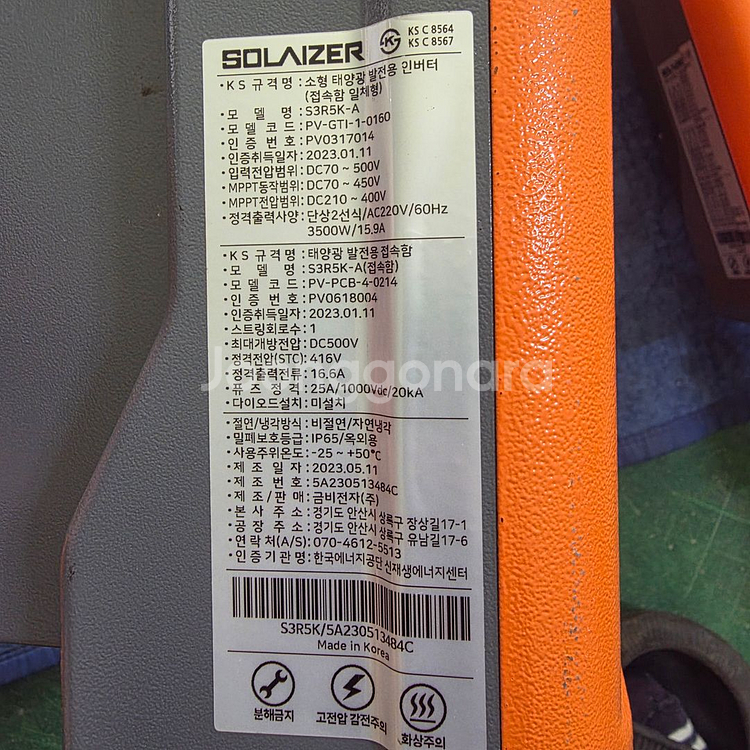 SOLAIZER
KS C 8564
KS C 8567
· KS 규격명 : 소형 태양광 발전용 인버터
(접속함 일체형)
· 모델명 : S3R5K-A
· 모델코드 : PV-GTI-1-0160
· 인증번호 : PV0317014
· 인증취득일자 : 2023.01.11
· 입력전압범위 : DC70 ~ 500V
· MPPT동작범위 : DC70 ~ 450V
· MPPT전압범위 : DC210 ~ 400V
· 정격출력사양 : 단상2선식/AC220V/60Hz
3500W/15.9A
· KS 규격명 : 태양광 발전용접속함
· 모델명 : S3R5K-A(접속함)
· 모델코드 : PV-PCB-4-0214
· 인증번호 : PV0618004
· 인증취득일자 : 2023.01.11
· 스트링회로수 : 1
· 최대개방전압 : DC500V
· 정격전압(STC) : 416V
· 정격출력전류 : 16.6A
· 퓨즈정격 : 25A/1000Vdc/20kA
· 다이오드설치 : 미설치
Junggonara
· 절연/냉각방식 : 비절연/자연냉각
· 밀폐보호등급 : IP65/옥외용
· 사용주위온도 : -25 ~ +50℃
· 제조일자 : 2023.05.11
· 제조번호 : 5A230513484C
· 제조/판매 : 금비전자(주)
· 본사주소 : 경기도 안산시 상록구 장상길17-1
· 공장주소 : 경기도 안산시 상록구 유남길17-6
· 연락처(A/S) : 070-4612-5513
· 인증기관명 : 한국에너지공단 신재생에너지센터
S3R5K/5A230513484C
Made in Korea
분해금지
고전압 감전주의
화상주의